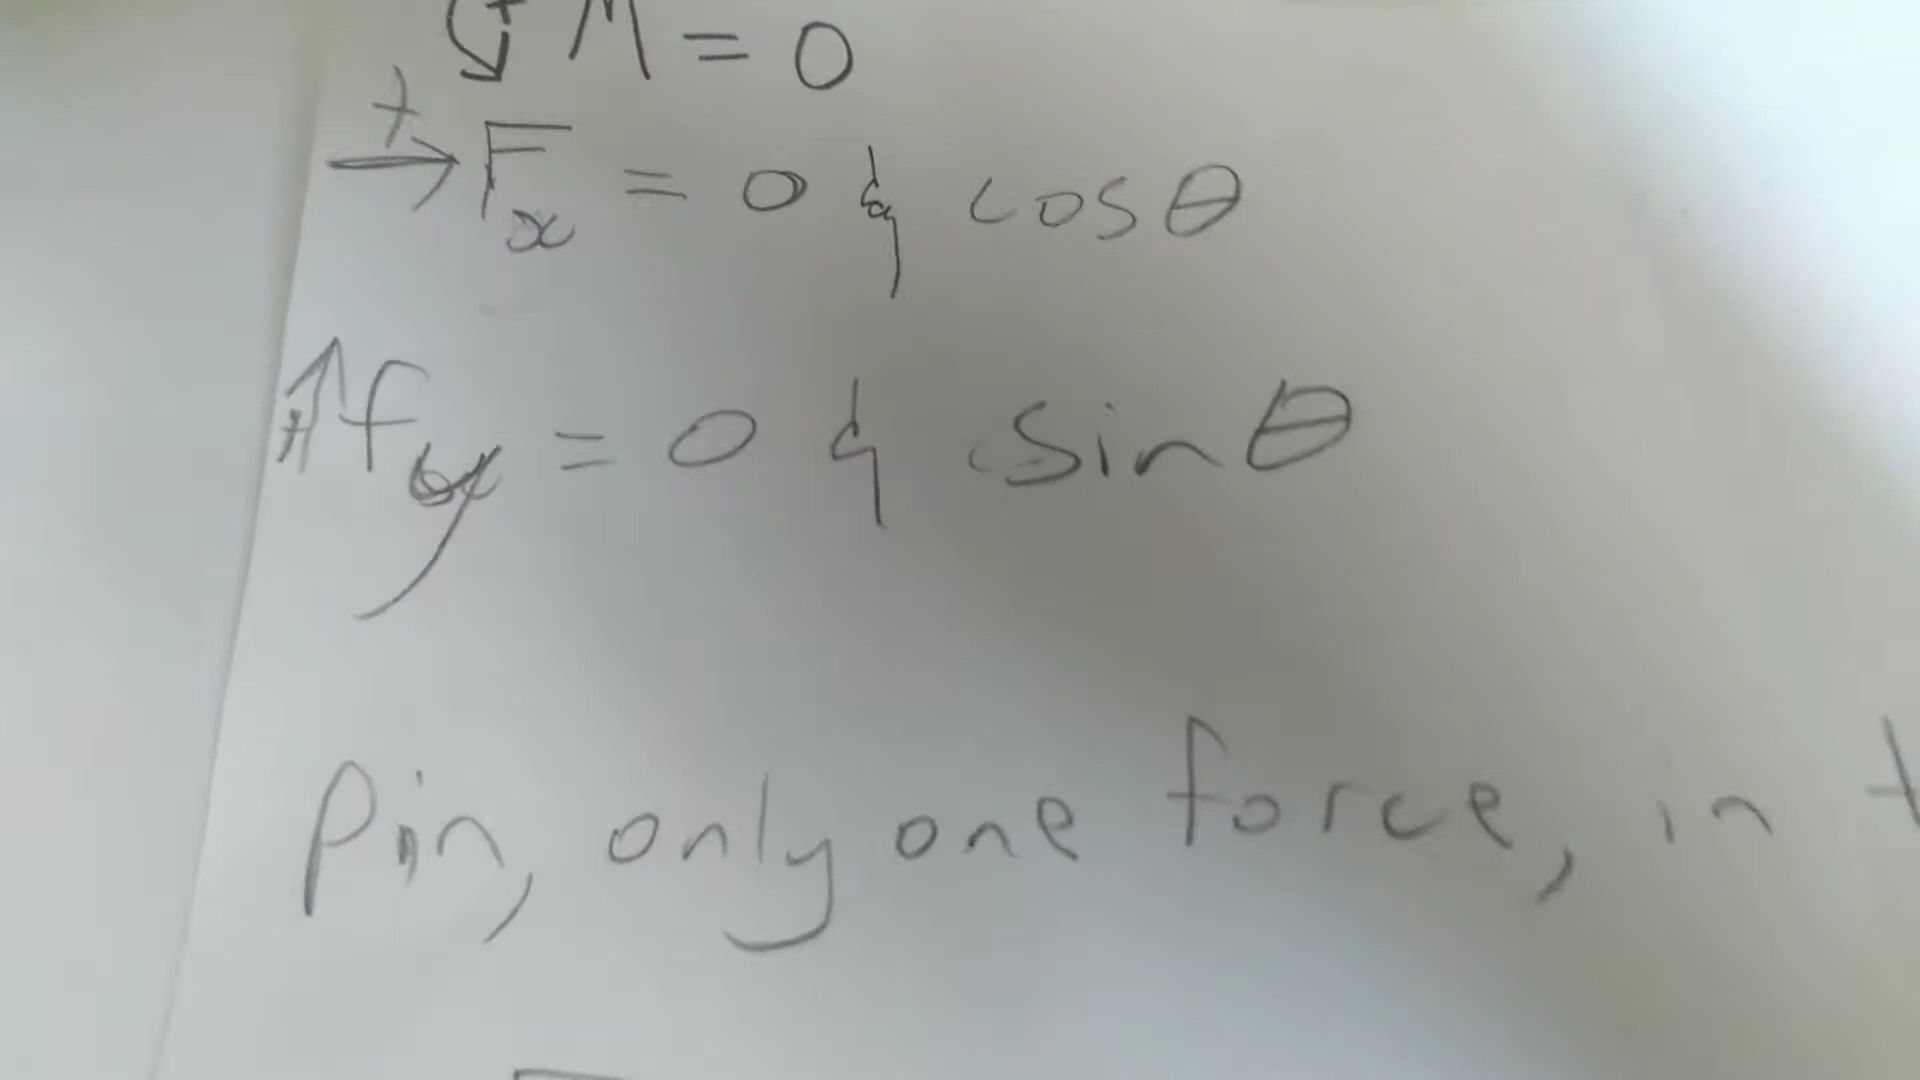 ↺+ M = 0
+→ Fx = 0 & cosθ
+↑ fy = 0 & sinθ
Pin, only one force, in